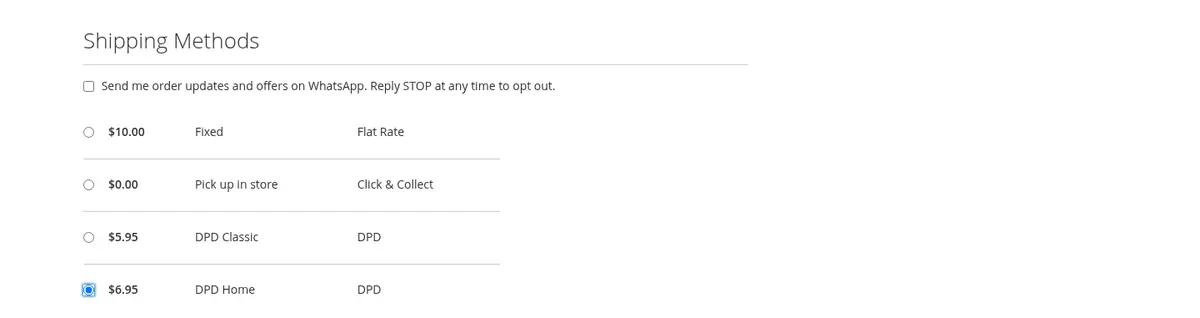 Shipping Methods
Send me order updates and offers on WhatsApp. Reply STOP at any time to opt out.
$10.00 Fixed Flat Rate
$0.00 Pick up in store Click & Collect
$5.95 DPD Classic DPD
$6.95 DPD Home DPD